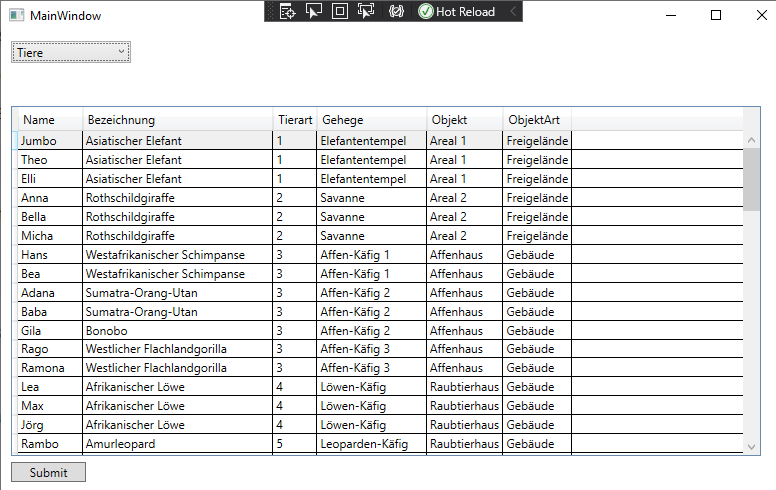 MainWindow
Hot Reload
Tiere
Name Bezeichnung Tierart Gehege Objekt ObjektArt
Jumbo Asiatischer Elefant 1 Elefantentempel Areal 1 Freigelände
Theo Asiatischer Elefant 1 Elefantentempel Areal 1 Freigelände
Elli Asiatischer Elefant 1 Elefantentempel Areal 1 Freigelände
Anna Rothschildgiraffe 2 Savanne Areal 2 Freigelände
Bella Rothschildgiraffe 2 Savanne Areal 2 Freigelände
Micha Rothschildgiraffe 2 Savanne Areal 2 Freigelände
Hans Westafrikanischer Schimpanse 3 Affen-Käfig 1 Affenhaus Gebäude
Bea Westafrikanischer Schimpanse 3 Affen-Käfig 1 Affenhaus Gebäude
Adana Sumatra-Orang-Utan 3 Affen-Käfig 2 Affenhaus Gebäude
Baba Sumatra-Orang-Utan 3 Affen-Käfig 2 Affenhaus Gebäude
Gila Bonobo 3 Affen-Käfig 2 Affenhaus Gebäude
Rago Westlicher Flachlandgorilla 3 Affen-Käfig 3 Affenhaus Gebäude
Ramona Westlicher Flachlandgorilla 3 Affen-Käfig 3 Affenhaus Gebäude
Lea Afrikanischer Löwe 4 Löwen-Käfig Raubtierhaus Gebäude
Max Afrikanischer Löwe 4 Löwen-Käfig Raubtierhaus Gebäude
Jörg Afrikanischer Löwe 4 Löwen-Käfig Raubtierhaus Gebäude
Rambo Amurleopard 5 Leoparden-Käfig Raubtierhaus Gebäude
Submit